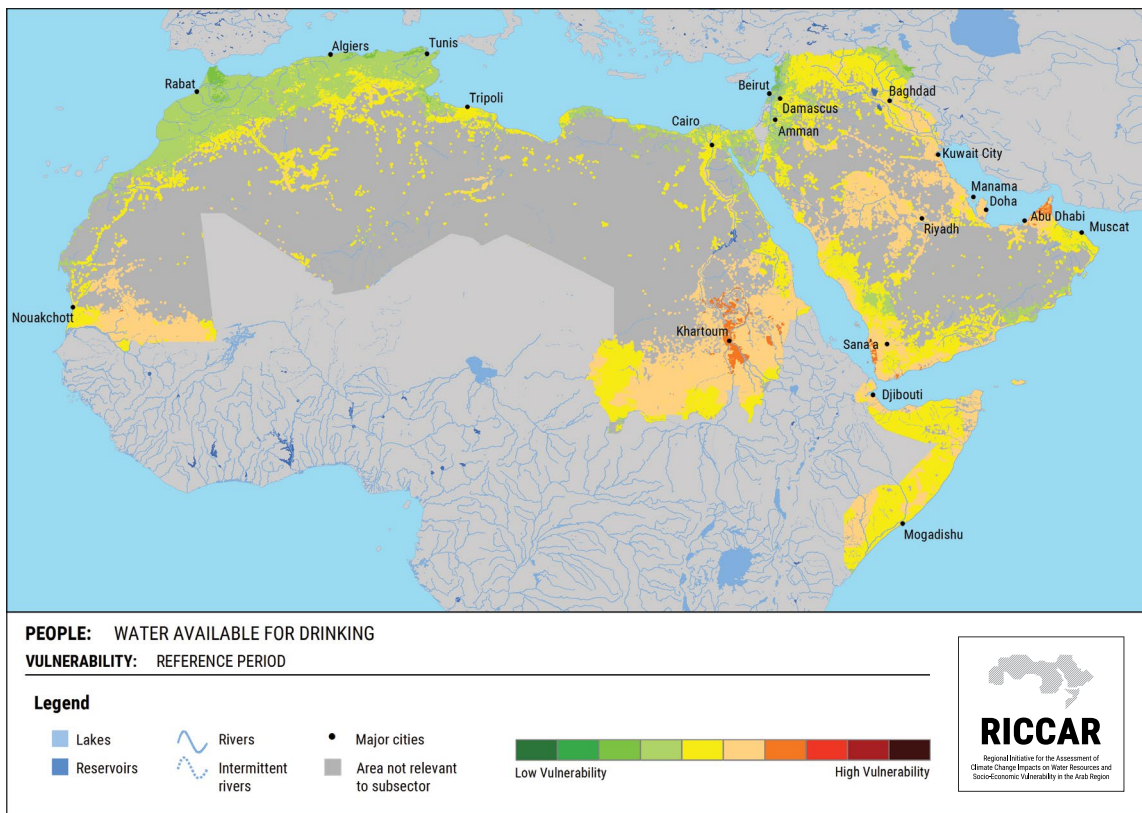 Algiers
Tunis
Rabat
Tripoli
Beirut
Baghdad
Damascus
Cairo
Amman
Kuwait City
Manama
Doha
Abu Dhabi
Muscat
Riyadh
Nouakchott
Khartoum
Sana'a
Djibouti
Mogadishu
PEOPLE: WATER AVAILABLE FOR DRINKING
VULNERABILITY: REFERENCE PERIOD
Legend
Lakes
Reservoirs
Rivers
Intermittent
rivers
Major cities
Area not relevant
to subsector
Low Vulnerability
High Vulnerability
RICCAR
Regional Initiative for the Assessment of
Climate Change Impacts on Water Resources and
Socio-Economic Vulnerability in the Arab Region